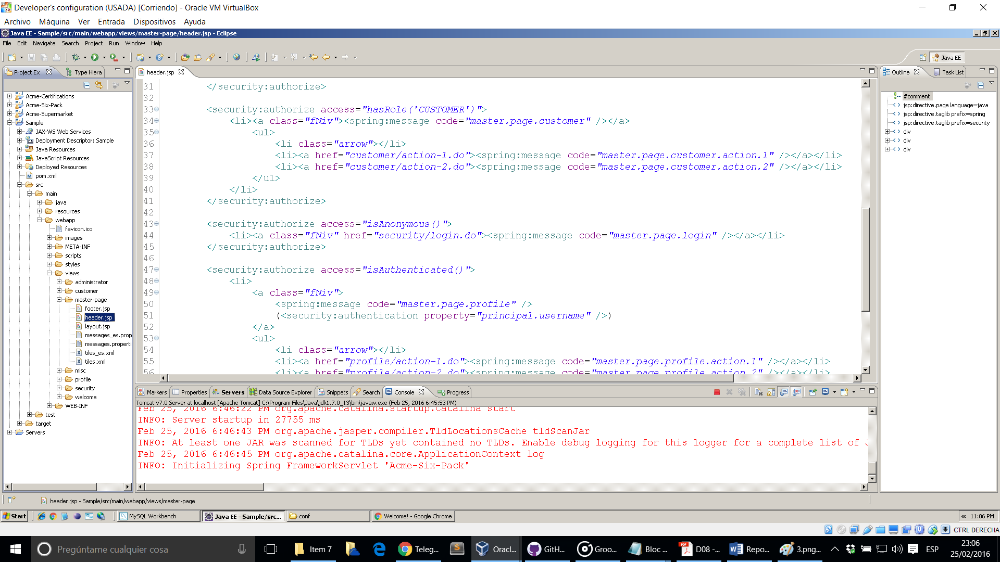 Developer's configuration (USADA) [Corriendo] - Oracle VM VirtualBox
Archivo Máquina Ver Entrada Dispositivos Ayuda
Java EE - Sample/src/main/webapp/views/master-page/header.jsp - Eclipse
File Edit Navigate Search Project Run Window Help
Java EE
Project Ex Type Hiera
Acme-Certifications
Acme-Six-Pack
Acme-Supermarket
Sample
JAX-WS Web Services
Deployment Descriptor: Sample
Java Resources
JavaScript Resources
Deployed Resources
pom.xml
src
main
java
resources
webapp
favicon.ico
images
META-INF
scripts
styles
views
administrator
customer
master-page
footer.jsp
header.jsp
layout.jsp
messages_es.prop
messages.properti
tiles_es.xml
tiles.xml
misc
profile
security
welcome
WEB-INF
test
target
Servers
header.jsp
31 </security:authorize>
32
33 <security:authorize access="hasRole('CUSTOMER')">
34 <li><a class="fNiv"><spring:message code="master.page.customer" /></a>
35 <ul>
36 <li class="arrow"></li>
37 <li><a href="customer/action-1.do"><spring:message code="master.page.customer.action.1" /></a></li>
38 <li><a href="customer/action-2.do"><spring:message code="master.page.customer.action.2" /></a></li>
39 </ul>
40 </li>
41 </security:authorize>
42
43 <security:authorize access="isAnonymous()">
44 <li><a class="fNiv" href="security/login.do"><spring:message code="master.page.login" /></a></li>
45 </security:authorize>
46
47 <security:authorize access="isAuthenticated()">
48 <li>
49 <a class="fNiv">
50 <spring:message code="master.page.profile" />
51 (<security:authentication property="principal.username" />)
52 </a>
53 <ul>
54 <li class="arrow"></li>
55 <li><a href="profile/action-1.do"><spring:message code="master.page.profile.action.1" /></a></li>
56 <li><a href="profile/action-2.do"><spring:message code="master.page.profile.action.2" /></a></li>
Outline Task List
#comment
jsp:directive.page language=java
jsp:directive.taglib prefix=spring
jsp:directive.taglib prefix=security
div
div
div
Markers Properties Servers Data Source Explorer Snippets Search Console Progress
Tomcat v7.0 Server at localhost [Apache Tomcat] C:\Program Files\Java\jdk1.7.0_13\bin\javaw.exe (Feb 25, 2016 6:45:53 PM)
Feb 25, 2016 6:46:22 PM org.apache.catalina.startup.Catalina start
INFO: Server startup in 27755 ms
Feb 25, 2016 6:46:43 PM org.apache.jasper.compiler.TldLocationsCache tldScanJar
INFO: At least one JAR was scanned for TLDs yet contained no TLDs. Enable debug logging for this logger for a complete list of J
Feb 25, 2016 6:46:45 PM org.apache.catalina.core.ApplicationContext log
INFO: Initializing Spring FrameworkServlet 'Acme-Six-Pack'
header.jsp - Sample/src/main/webapp/views/master-page
Start MySQL Workbench Java EE - Sample/src... conf Welcome! - Google Chrome « 11:06 PM
CTRL DERECHA
Pregúntame cualquier cosa Item 7 Teleg... Oracl... GitH... Groo... Bloc ... D08 -... Repo... 3.png... ESP 23:06
25/02/2016